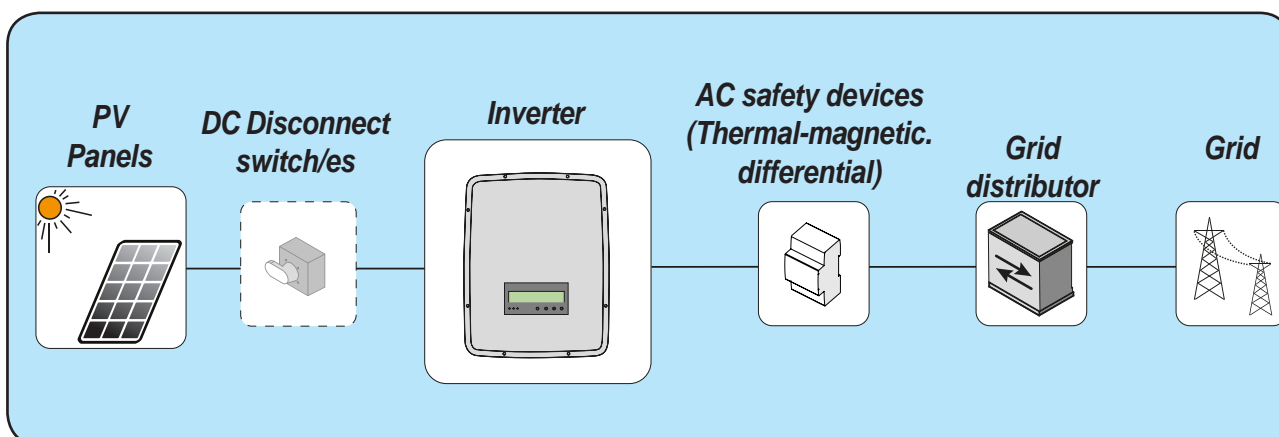 PV
Panels
DC Disconnect
switch/es
Inverter
AC safety devices
(Thermal-magnetic.
differential)
Grid
distributor
Grid